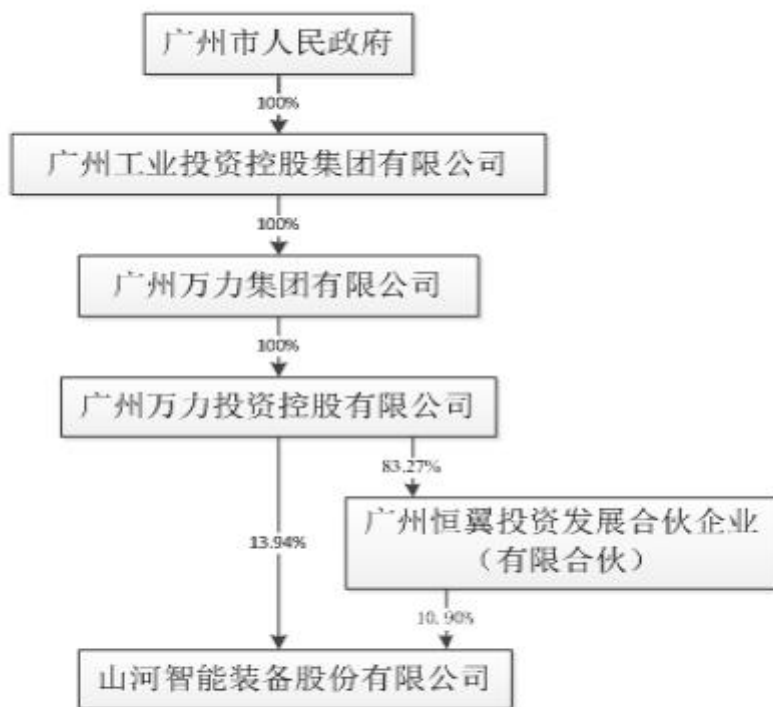 广州市人民政府
100%
广州工业投资控股集团有限公司
100%
广州万力集团有限公司
100%
广州万力投资控股有限公司
83.27%
广州恒翼投资发展合伙企业
（有限合伙）
13.94%
10.90%
山河智能装备股份有限公司